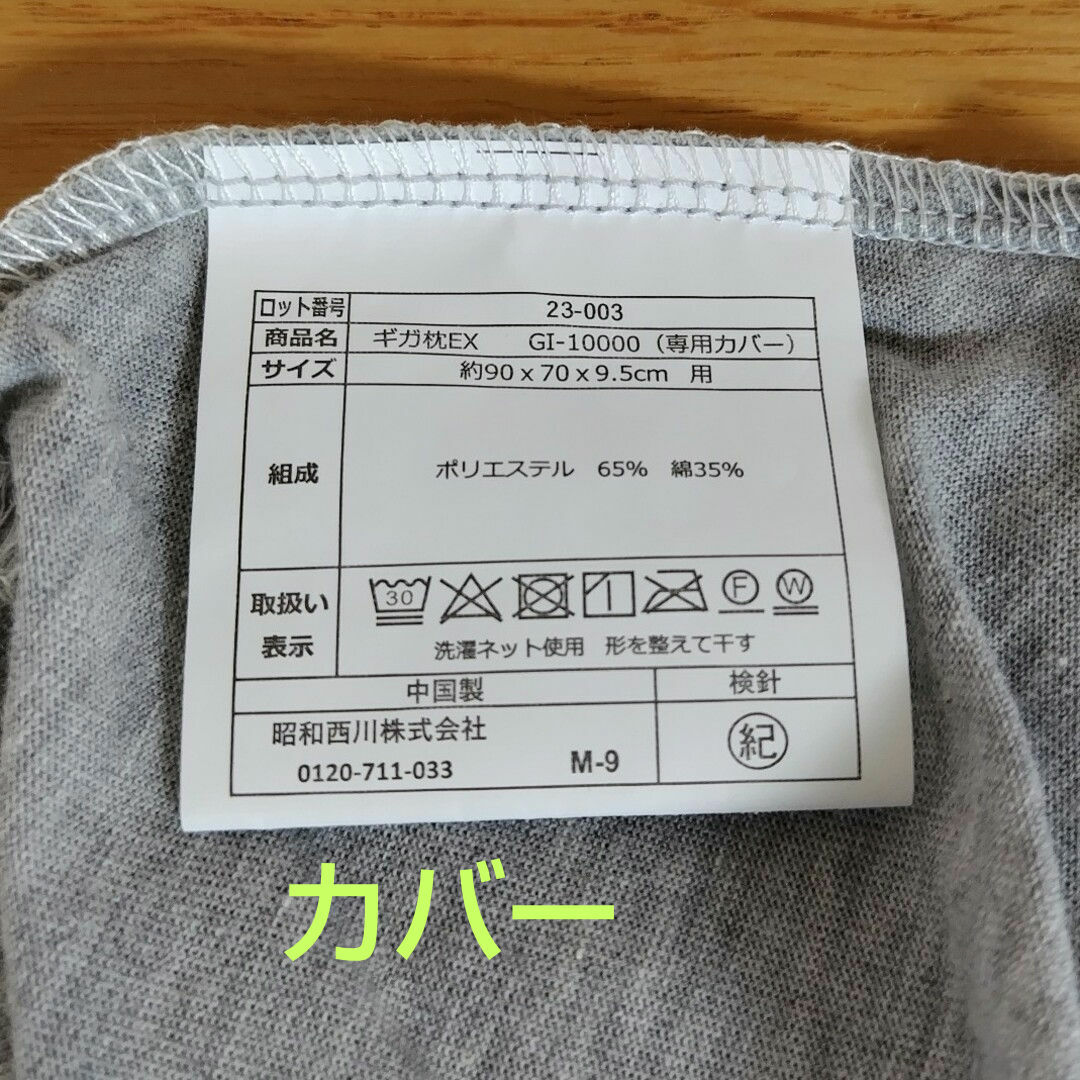 ロット番号 23-003
商品名 ギガ枕EX GI-10000（専用カバー）
サイズ 約90x70x9.5cm 用
組成 ポリエステル 65% 綿35%
取扱い表示 30 F W
洗濯ネット使用 形を整えて干す
中国製 検針
昭和西川株式会社 紀
0120-711-033 M-9
カバー